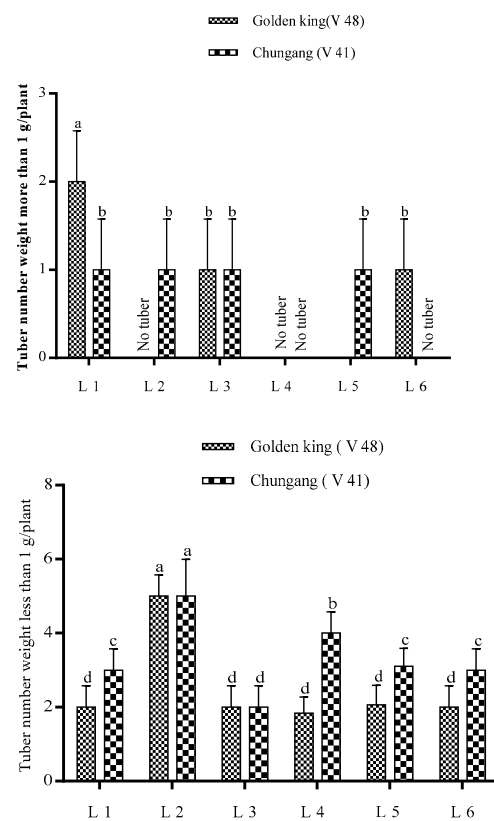 Golden king(V 48)
Chungang (V 41)
Tuber number weight more than 1 g/plant
3
2
1
0
a
b
No tuber
b
b
b
No tuber
No tuber
b
b
No tuber
L 1
L 2
L 3
L 4
L 5
L 6
Golden king ( V 48)
Chungang ( V 41)
Tuber number weight less than 1 g/plant
8
6
4
2
0
d
c
a
a
d
d
d
b
d
c
d
c
L 1
L 2
L 3
L 4
L 5
L 6